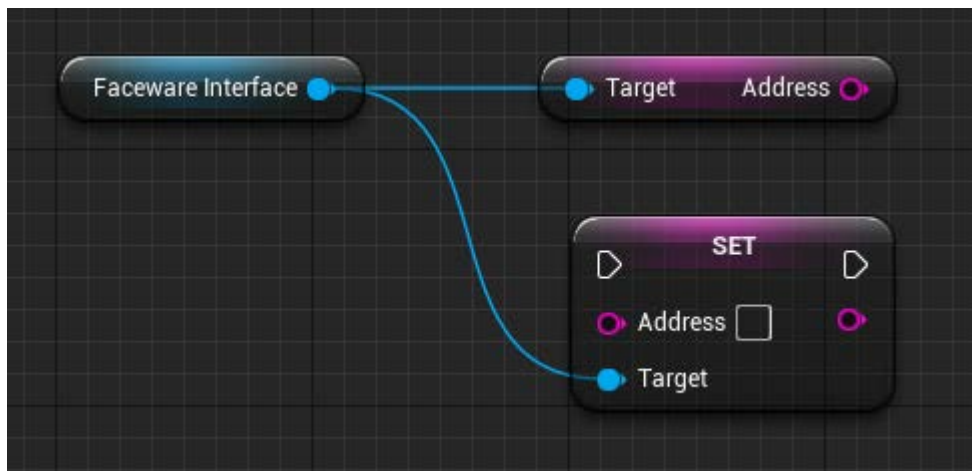 Faceware Interface
Target Address
SET
Address
Target